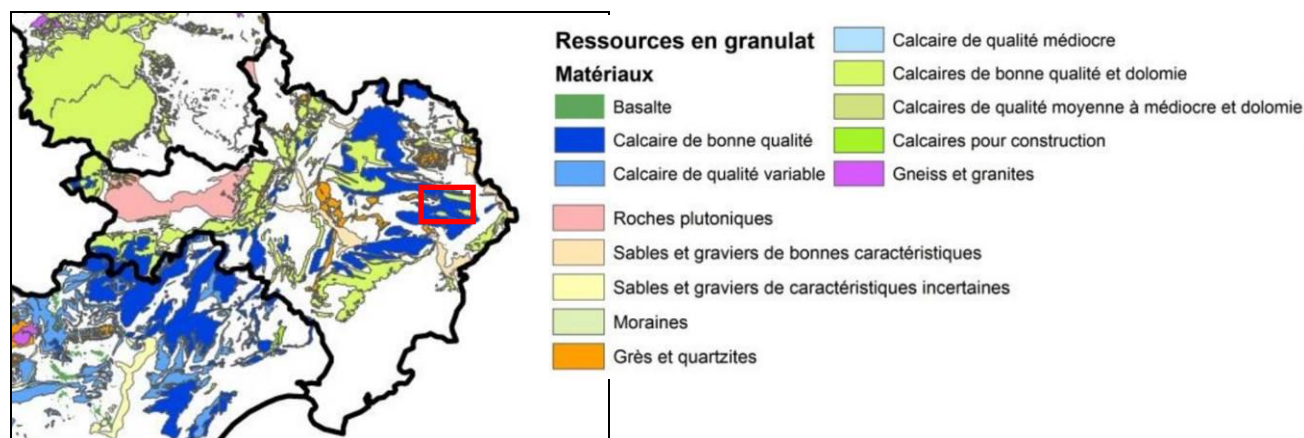 Ressources en granulat
Matériaux
Basalte
Calcaire de bonne qualité
Calcaire de qualité variable
Roches plutoniques
Sables et graviers de bonnes caractéristiques
Sables et graviers de caractéristiques incertaines
Moraines
Grès et quartzites
Calcaire de qualité médiocre
Calcaires de bonne qualité et dolomie
Calcaires de qualité moyenne à médiocre et dolomie
Calcaires pour construction
Gneiss et granites